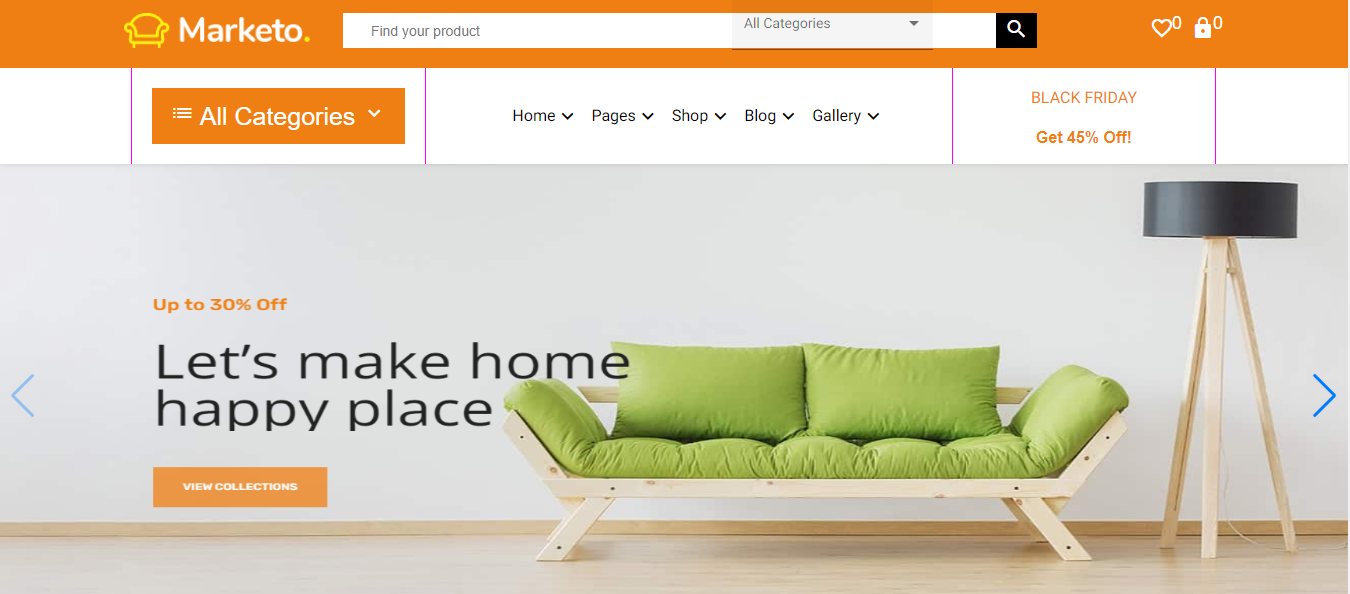 Marketo.
Find your product
All Categories
0
0
All Categories
Home
Pages
Shop
Blog
Gallery
BLACK FRIDAY
Get 45% Off!
Up to 30% Off
Let’s make home
happy place
VIEW COLLECTIONS